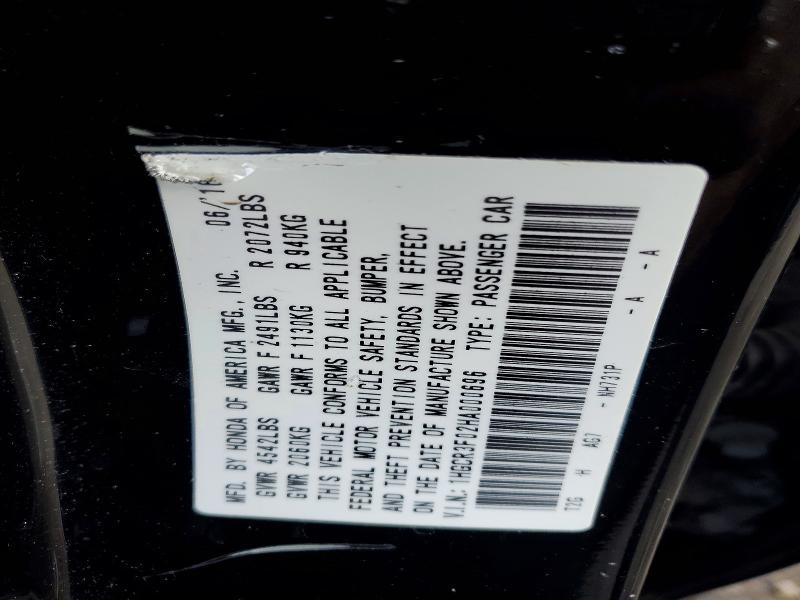 MFD. BY HONDA OF AMERICA MFG., INC. 06/'16
GVWR 4542LBS GAWR F 2491LBS R 2072LBS
GVWR 2060KG GAWR F 1130KG R 940KG
THIS VEHICLE CONFORMS TO ALL APPLICABLE
FEDERAL MOTOR VEHICLE SAFETY, BUMPER,
AND THEFT PREVENTION STANDARDS IN EFFECT
ON THE DATE OF MANUFACTURE SHOWN ABOVE.
V.I.N.: 1HGCR3F02HA000696 TYPE: PASSENGER CAR
T2G H AG7 - NH731P - A - A